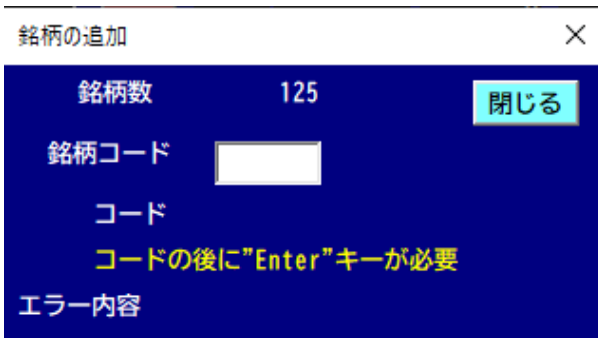 銘柄の追加
銘柄数 125 閉じる
銘柄コード
コード
コードの後に”Enter”キーが必要
エラー内容